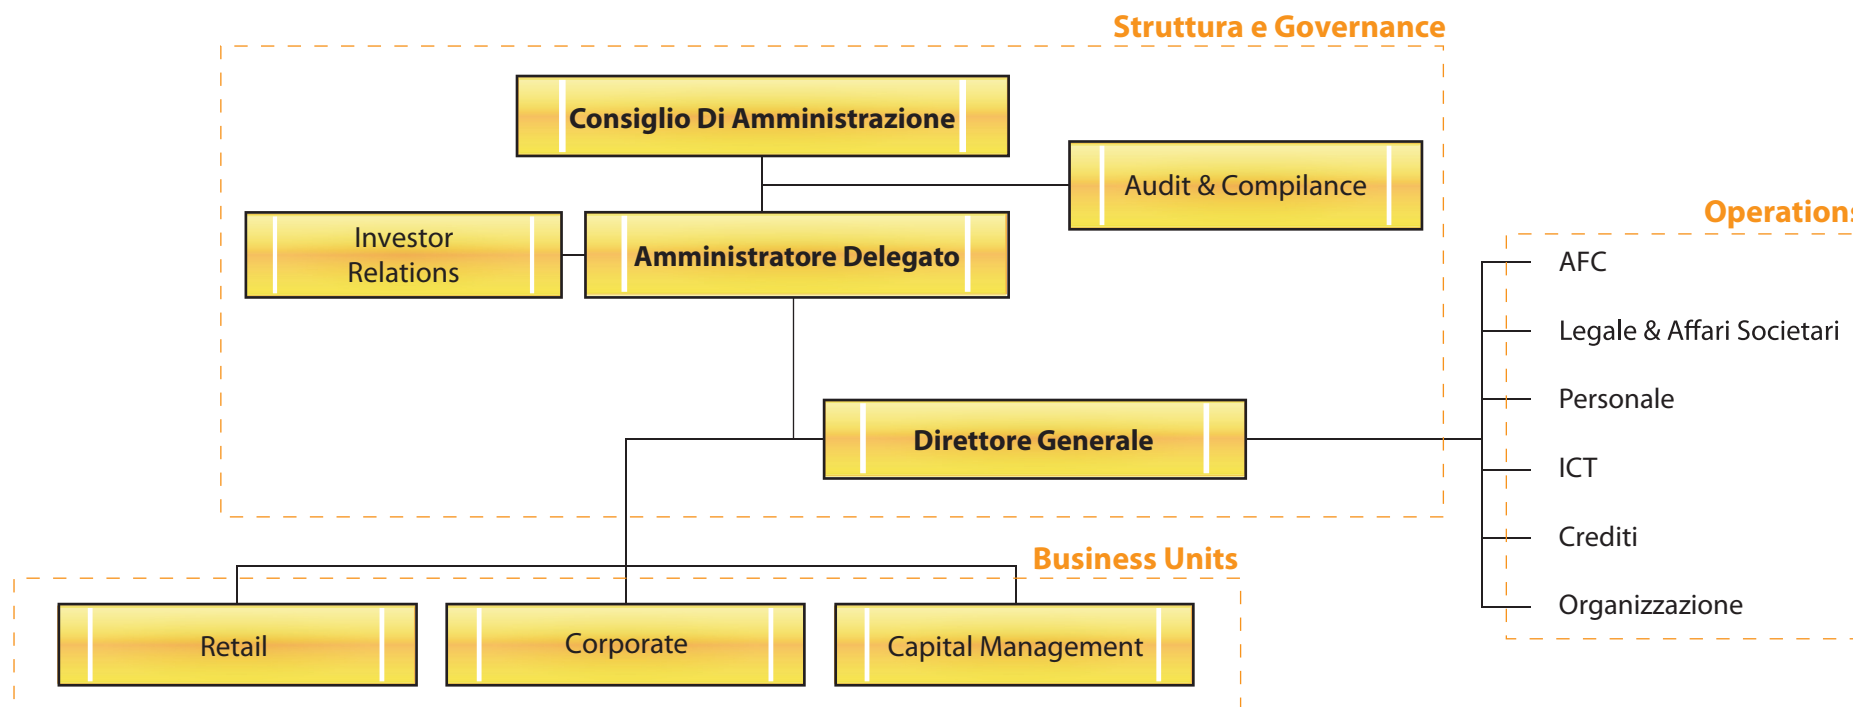 Struttura e Governance
Consiglio Di Amministrazione
Audit & Compilance
Investor
Relations
Amministratore Delegato
Direttore Generale
Operations
AFC
Legale & Affari Societari
Personale
ICT
Crediti
Organizzazione
Business Units
Retail
Corporate
Capital Management